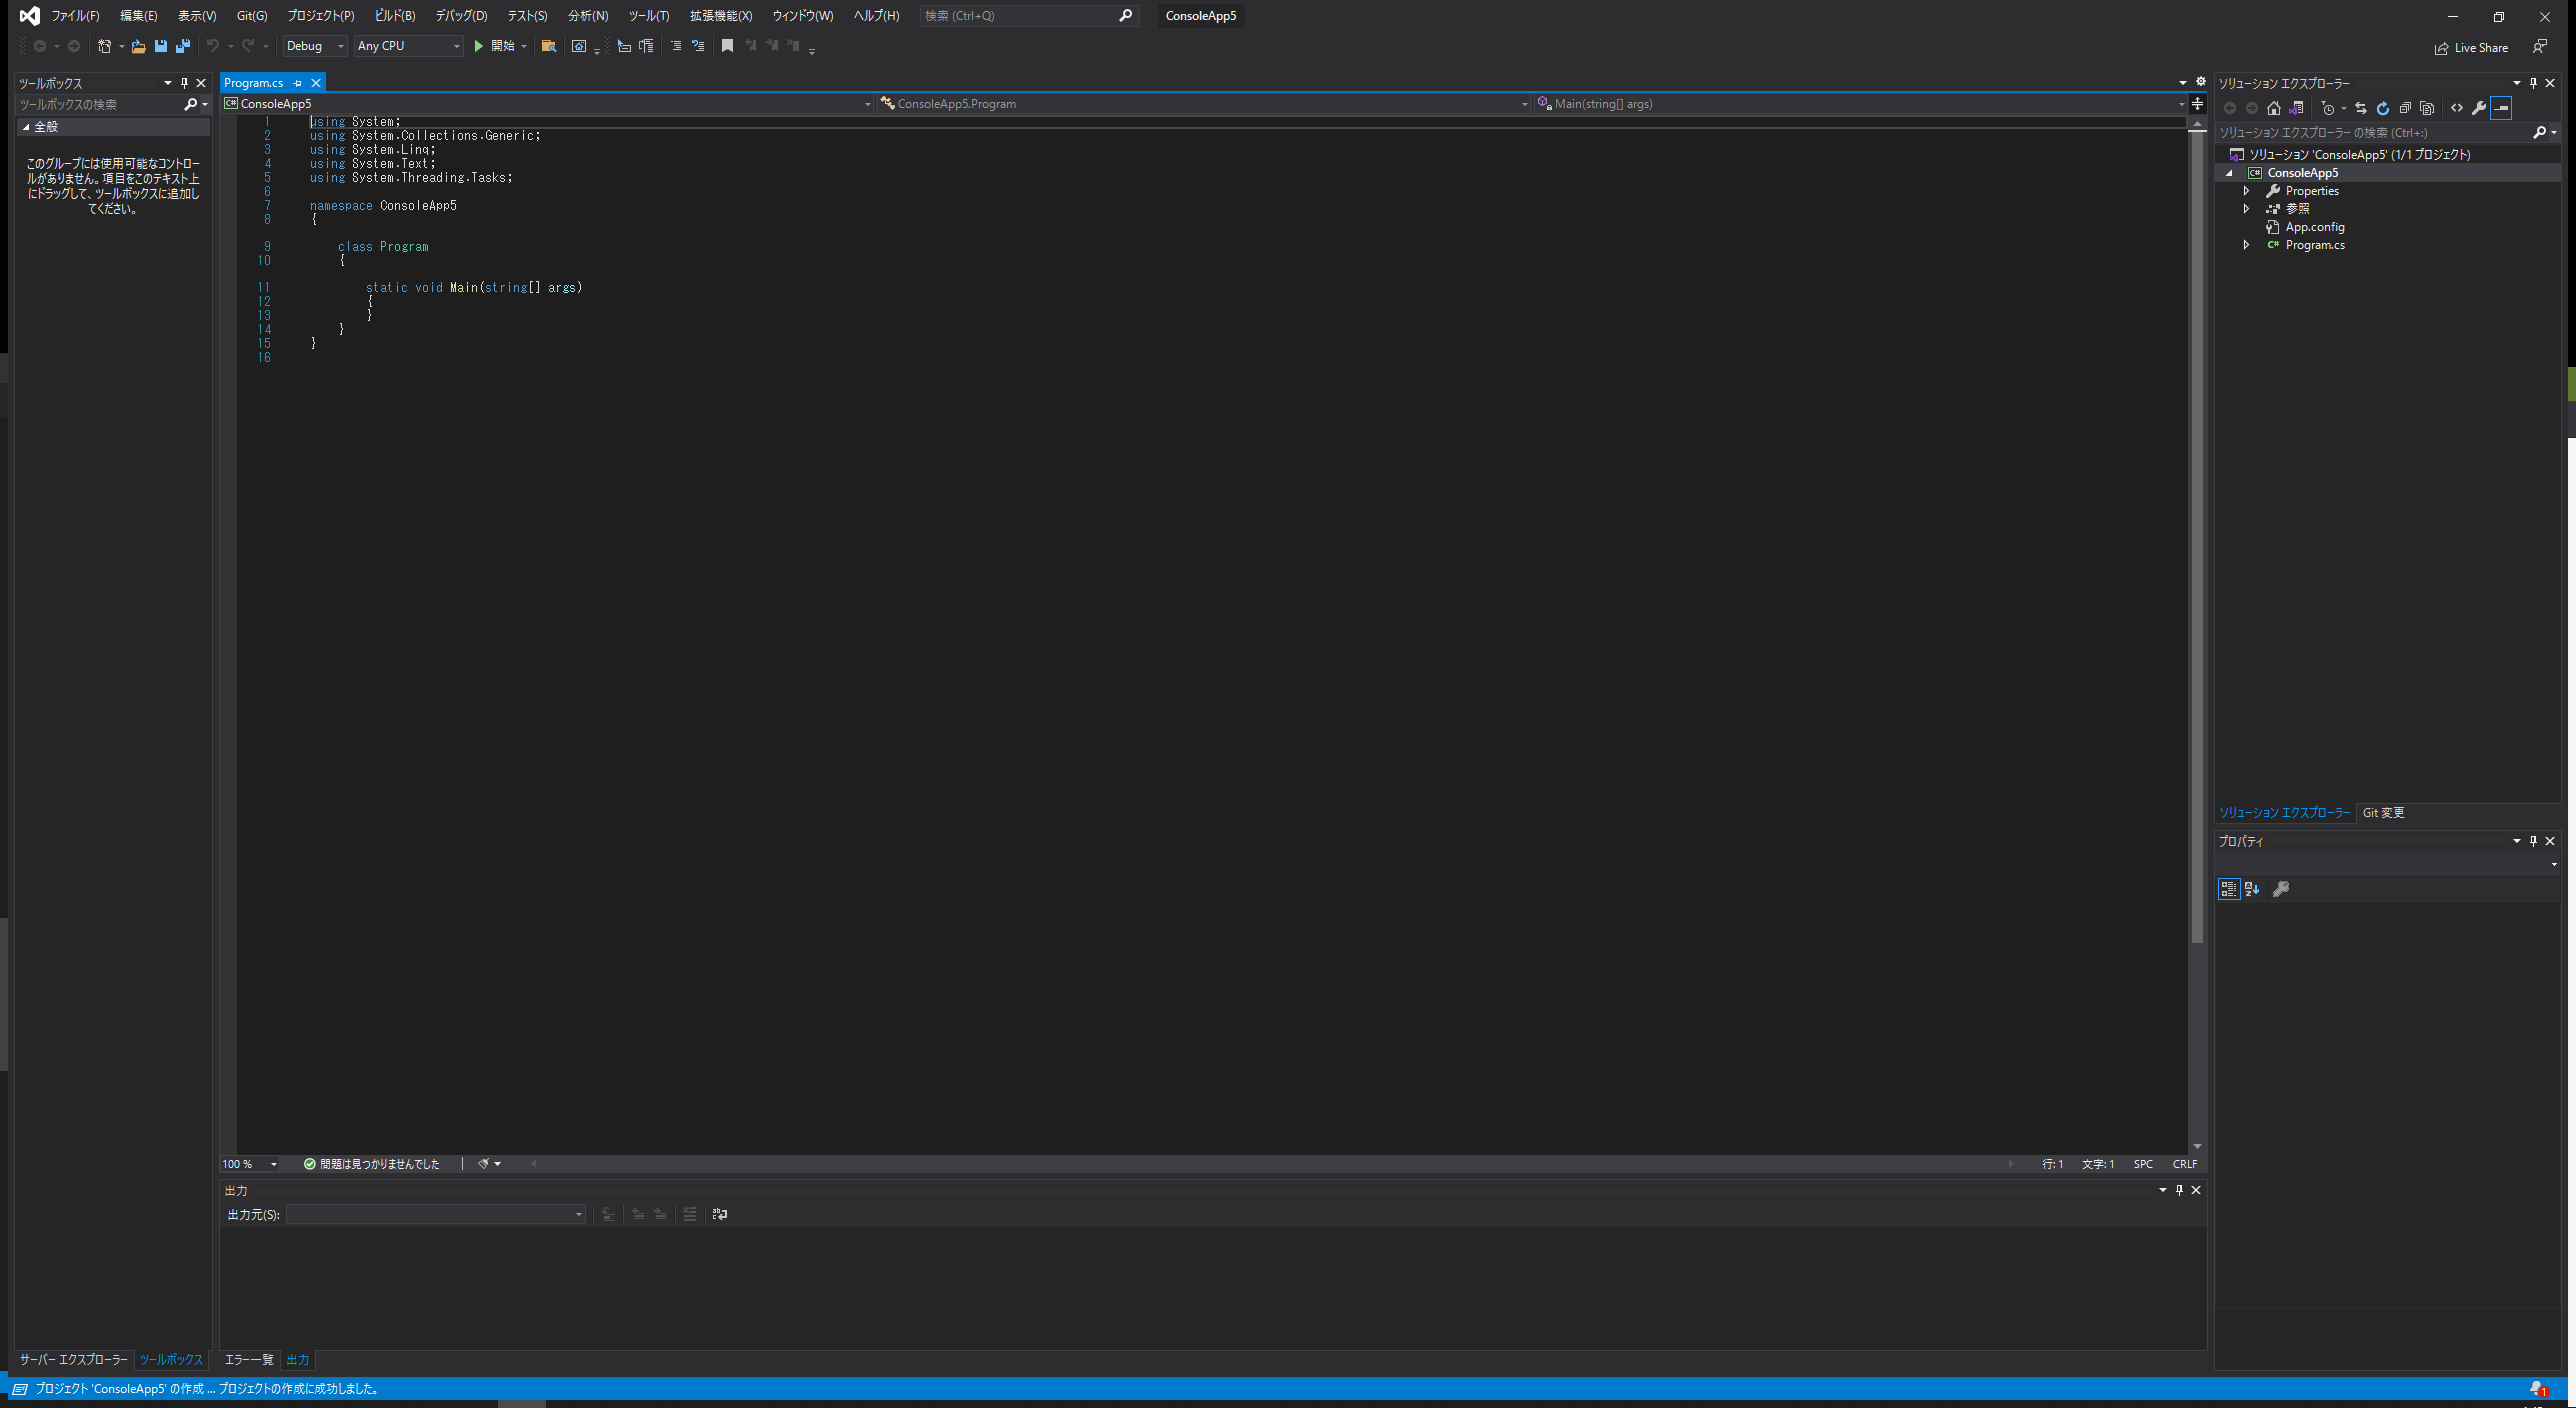 ファイル(F) 編集(E) 表示(V) Git(G) プロジェクト(P) ビルド(B) デバッグ(D) テスト(S) 分析(N) ツール(T) 拡張機能(X) ウィンドウ(W) ヘルプ(H) 検索 (Ctrl+Q) ConsoleApp5
Debug Any CPU 開始 Live Share
ツールボックス
ツールボックスの検索
全般
このグループには使用可能なコントロー
ルがありません。項目をこのテキスト上
にドラッグして、ツールボックスに追加し
てください。
サーバー エクスプローラー ツールボックス
Program.cs
ConsoleApp5 ConsoleApp5.Program Main(string[] args)
1 using System;
2 using System.Collections.Generic;
3 using System.Linq;
4 using System.Text;
5 using System.Threading.Tasks;
6
7 namespace ConsoleApp5
8 {
9 class Program
10 {
11 static void Main(string[] args)
12 {
13 }
14 }
15 }
16
100 % 問題は見つかりませんでした 行: 1 文字: 1 SPC CRLF
出力
出力元(S):
エラー一覧 出力
ソリューション エクスプローラー
ソリューション エクスプローラー の検索 (Ctrl+:)
ソリューション 'ConsoleApp5' (1/1 プロジェクト)
C# ConsoleApp5
Properties
参照
App.config
C# Program.cs
ソリューション エクスプローラー Git 変更
プロパティ
プロジェクト 'ConsoleApp5' の作成 ... プロジェクトの作成に成功しました。 1